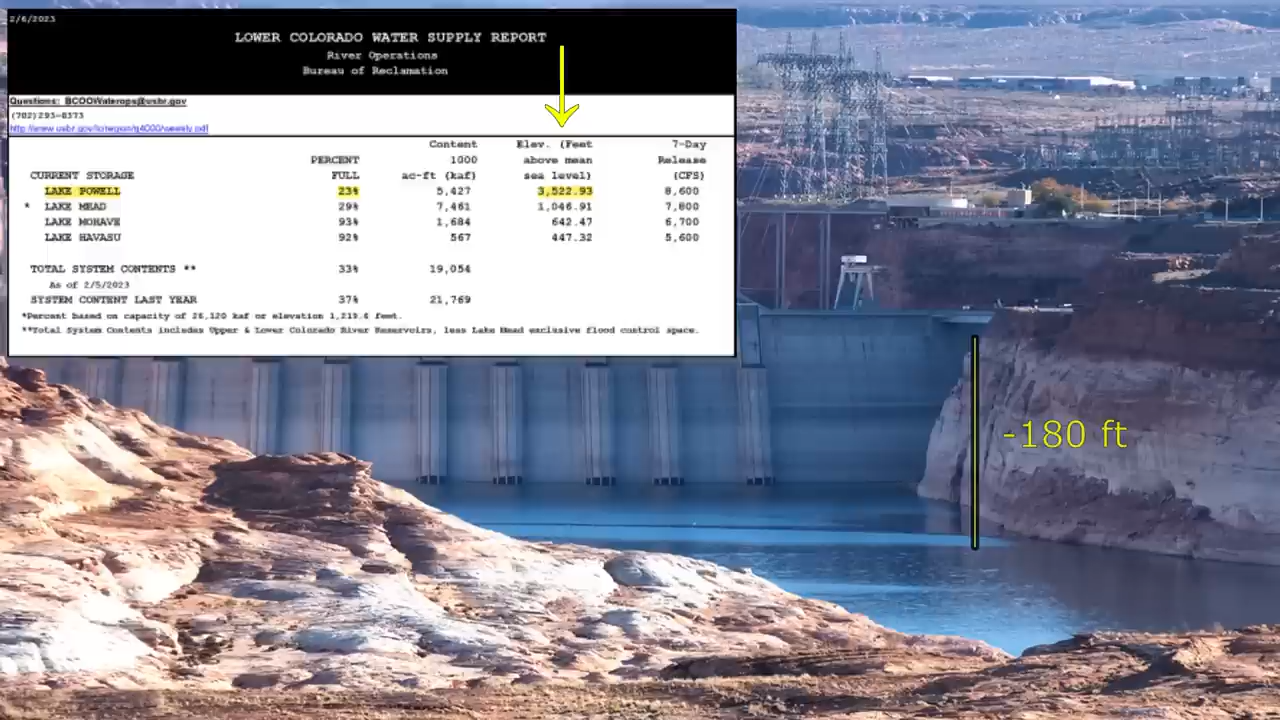 2/6/2023
LOWER COLORADO WATER SUPPLY REPORT
River Operations
Bureau of Reclamation
Questions: BCOOWaterops@usbr.gov
(702)293-8373
http://www.usbr.gov/lc/region/g4000/weekly.pdf
Content Elev. (Feet 7-Day
PERCENT 1000 above mean Release
CURRENT STORAGE FULL ac-ft (kaf) sea level) (CFS)
LAKE POWELL 23% 5,427 3,522.93 8,600
* LAKE MEAD 29% 7,461 1,046.91 7,800
LAKE MOHAVE 93% 1,684 642.47 6,700
LAKE HAVASU 92% 567 447.32 5,600
TOTAL SYSTEM CONTENTS ** 33% 19,054
As of 2/5/2023
SYSTEM CONTENT LAST YEAR 37% 21,769
*Percent based on capacity of 26,120 kaf or elevation 1,219.6 feet.
**Total System Contents includes Upper & Lower Colorado River Reservoirs, less Lake Mead exclusive flood control space.
-180 ft